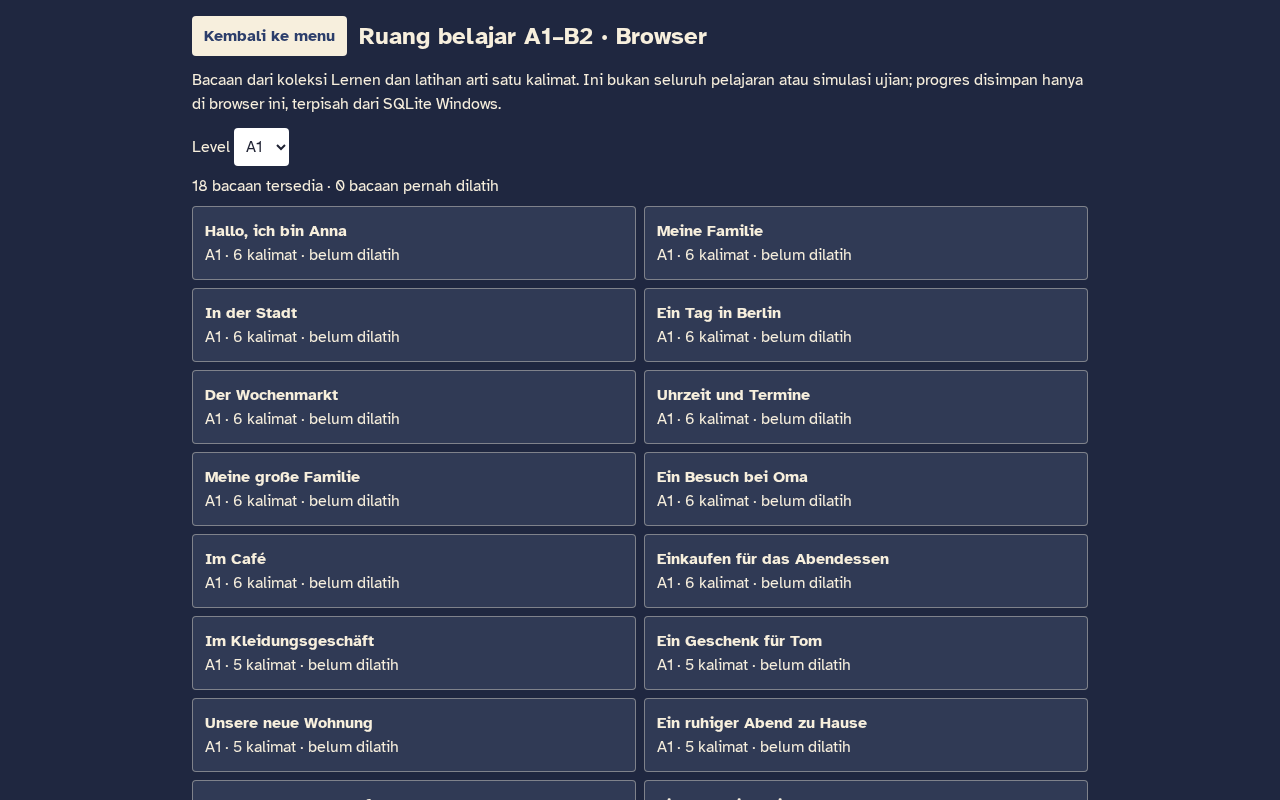 Kembali ke menu
Ruang belajar A1–B2 · Browser
Bacaan dari koleksi Lernen dan latihan arti satu kalimat. Ini bukan seluruh pelajaran atau simulasi ujian; progres disimpan hanya
di browser ini, terpisah dari SQLite Windows.
Level A1
18 bacaan tersedia · 0 bacaan pernah dilatih
Hallo, ich bin Anna
A1 · 6 kalimat · belum dilatih
Meine Familie
A1 · 6 kalimat · belum dilatih
In der Stadt
A1 · 6 kalimat · belum dilatih
Ein Tag in Berlin
A1 · 6 kalimat · belum dilatih
Der Wochenmarkt
A1 · 6 kalimat · belum dilatih
Uhrzeit und Termine
A1 · 6 kalimat · belum dilatih
Meine große Familie
A1 · 6 kalimat · belum dilatih
Ein Besuch bei Oma
A1 · 6 kalimat · belum dilatih
Im Café
A1 · 6 kalimat · belum dilatih
Einkaufen für das Abendessen
A1 · 6 kalimat · belum dilatih
Im Kleidungsgeschäft
A1 · 5 kalimat · belum dilatih
Ein Geschenk für Tom
A1 · 5 kalimat · belum dilatih
Unsere neue Wohnung
A1 · 5 kalimat · belum dilatih
Ein ruhiger Abend zu Hause
A1 · 5 kalimat · belum dilatih